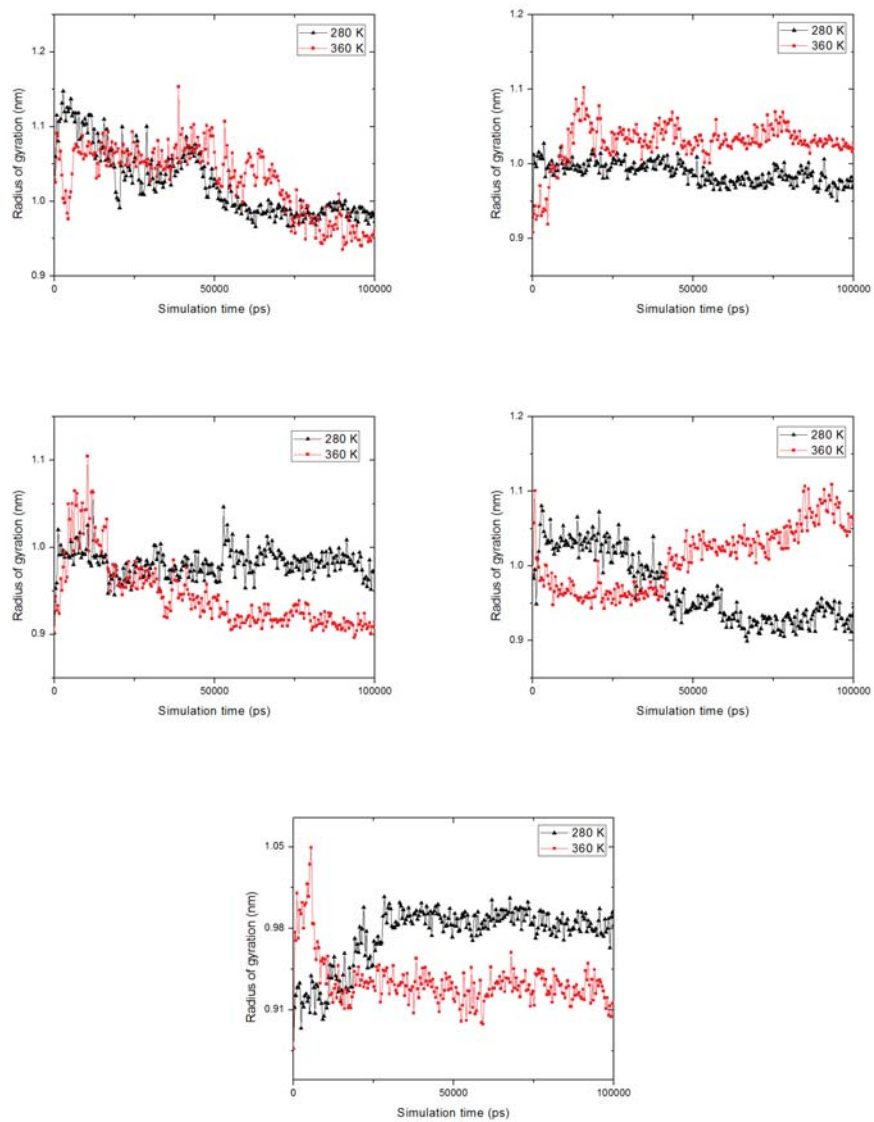 280 K
360 K
1.2
1.1
1.0
0.9
Radius of gyration (nm)
0
50000
100000
Simulation time (ps)
280 K
360 K
1.2
1.1
1.0
0.9
Radius of gyration (nm)
0
50000
100000
Simulation time (ps)
280 K
360 K
1.1
1.0
0.9
Radius of gyration (nm)
0
50000
100000
Simulation time (ps)
280 K
360 K
1.2
1.1
1.0
0.9
Radius of gyration (nm)
0
50000
100000
Simulation time (ps)
280 K
360 K
1.05
0.98
0.91
Radius of gyration (nm)
0
50000
100000
Simulation time (ps)